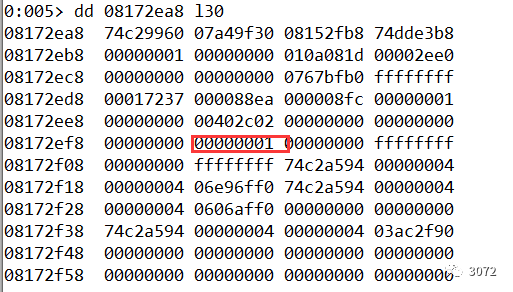 0:005> dd 08172ea8 l30
08172ea8  74c29960 07a49f30 08152fb8 74dde3b8
08172eb8  00000001 00000000 010a081d 00002ee0
08172ec8  00000000 00000000 0767bfb0 ffffffff
08172ed8  00017237 000088ea 000008fc 00000001
08172ee8  00000000 00402c02 00000000 00000000
08172ef8  00000000 00000001 00000000 ffffffff
08172f08  ffffffff 74c2a594 00000000 00000004
08172f18  00000004 06e96ff0 74c2a594 00000004
08172f28  00000004 0606aff0 00000000 00000000
08172f38  74c2a594 00000004 00000004 03ac2f90
08172f48  00000000 00000000 00000000 00000000
08172f58  00000000 00000000 00000000 00000000
3072